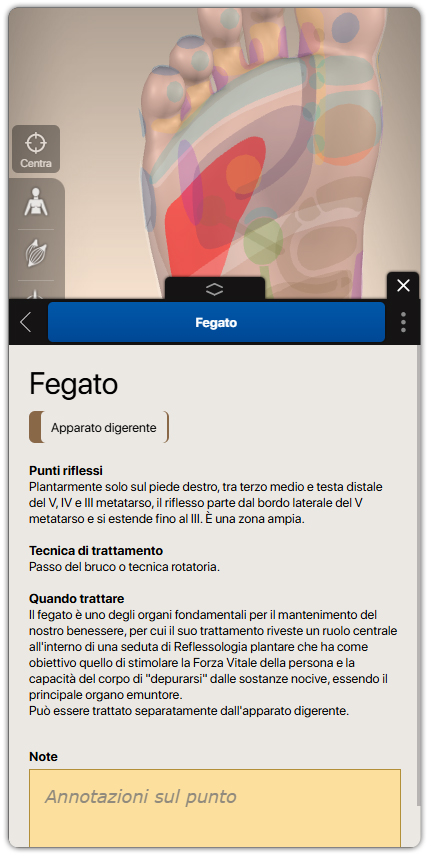 Centra
Fegato
Fegato
Apparato digerente
Punti riflessi
Plantarmente solo sul piede destro, tra terzo medio e testa distale
del V, IV e III metatarso, il riflesso parte dal bordo laterale del V
metatarso e si estende fino al III. È una zona ampia.
Tecnica di trattamento
Passo del bruco o tecnica rotatoria.
Quando trattare
Il fegato è uno degli organi fondamentali per il mantenimento del
nostro benessere, per cui il suo trattamento riveste un ruolo centrale
all'interno di una seduta di Reflessologia plantare che ha come
obiettivo quello di stimolare la Forza Vitale della persona e la
capacità del corpo di "depurarsi" dalle sostanze nocive, essendo il
principale organo emuntore.
Può essere trattato separatamente dall'apparato digerente.
Note
Annotazioni sul punto